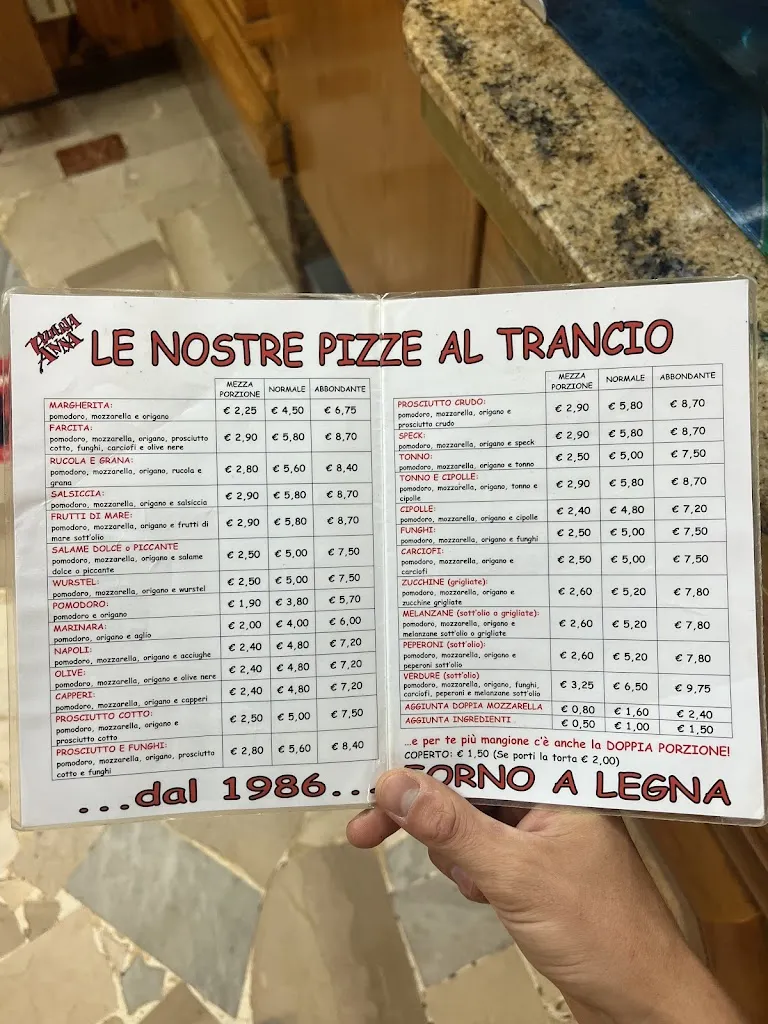 LE NOSTRE PIZZE AL TRANCIO
MEZZA PORZIONE NORMALE ABBONDANTE
MARGHERITA: € 2,25 € 4,50 € 6,75
pomodoro, mozzarella e origano
FARCITA: € 2,90 € 5,80 € 8,70
pomodoro, mozzarella, origano, prosciutto
cotto, funghi, carciofi e olive nere
RUCOLA E GRANA: € 2,80 € 5,60 € 8,40
pomodoro, mozzarella, origano, rucola e
grana
SALSICCIA: € 2,90 € 5,80 € 8,70
pomodoro, mozzarella, origano e salsiccia
FRUTTI DI MARE: € 2,90 € 5,80 € 8,70
pomodoro, mozzarella, origano e frutti di
mare sott'olio
SALAME DOLCE o PICCANTE € 2,50 € 5,00 € 7,50
pomodoro, mozzarella, origano e salame
dolce o piccante
WURSTEL: € 2,50 € 5,00 € 7,50
pomodoro, mozzarella, origano e wurstel
POMODORO: € 1,90 € 3,80 € 5,70
pomodoro e origano
MARINARA: € 2,00 € 4,00 € 6,00
pomodoro, origano e aglio
NAPOLI: € 2,40 € 4,80 € 7,20
pomodoro, mozzarella, origano e acciughe
OLIVE: € 2,40 € 4,80 € 7,20
pomodoro, mozzarella, origano e olive nere
CAPPERI: € 2,40 € 4,80 € 7,20
pomodoro, mozzarella, origano e capperi
PROSCIUTTO COTTO: € 2,50 € 5,00 € 7,50
pomodoro, mozzarella, origano e
prosciutto cotto
PROSCIUTTO E FUNGHI: € 2,80 € 5,60 € 8,40
pomodoro, mozzarella, origano, prosciutto
cotto e funghi
...dal 1986...
MEZZA PORZIONE NORMALE ABBONDANTE
PROSCIUTTO CRUDO: € 2,90 € 5,80 € 8,70
pomodoro, mozzarella, origano e
prosciutto crudo
SPECK: € 2,90 € 5,80 € 8,70
pomodoro, mozzarella, origano e speck
TONNO: € 2,50 € 5,00 € 7,50
pomodoro, mozzarella, origano e tonno
TONNO E CIPOLLE: € 2,90 € 5,80 € 8,70
pomodoro, mozzarella, origano, tonno e
cipolle
CIPOLLE: € 2,40 € 4,80 € 7,20
pomodoro, mozzarella, origano e cipolle
FUNGHI: € 2,50 € 5,00 € 7,50
pomodoro, mozzarella, origano e funghi
CARCIOFI: € 2,50 € 5,00 € 7,50
pomodoro, mozzarella, origano e
carciofi
ZUCCHINE (grigliate): € 2,60 € 5,20 € 7,80
pomodoro, mozzarella, origano e
zucchine grigliate
MELANZANE (sott'olio o grigliate): € 2,60 € 5,20 € 7,80
pomodoro, mozzarella, origano e
melanzane sott'olio o grigliate
PEPERONI (sott'olio): € 2,60 € 5,20 € 7,80
pomodoro, mozzarella, origano e
peperoni sott'olio
VERDURE (sott'olio) € 3,25 € 6,50 € 9,75
pomodoro, mozzarella, origano, funghi,
carciofi, peperoni e melanzane sott'olio
AGGIUNTA DOPPIA MOZZARELLA € 0,80 € 1,60 € 2,40
AGGIUNTA INGREDIENTI € 0,50 € 1,00 € 1,50
...e per te più mangione c'è anche la DOPPIA PORZIONE!
COPERTO: € 1,50 (Se porti la torta € 2,00)
FORNO A LEGNA